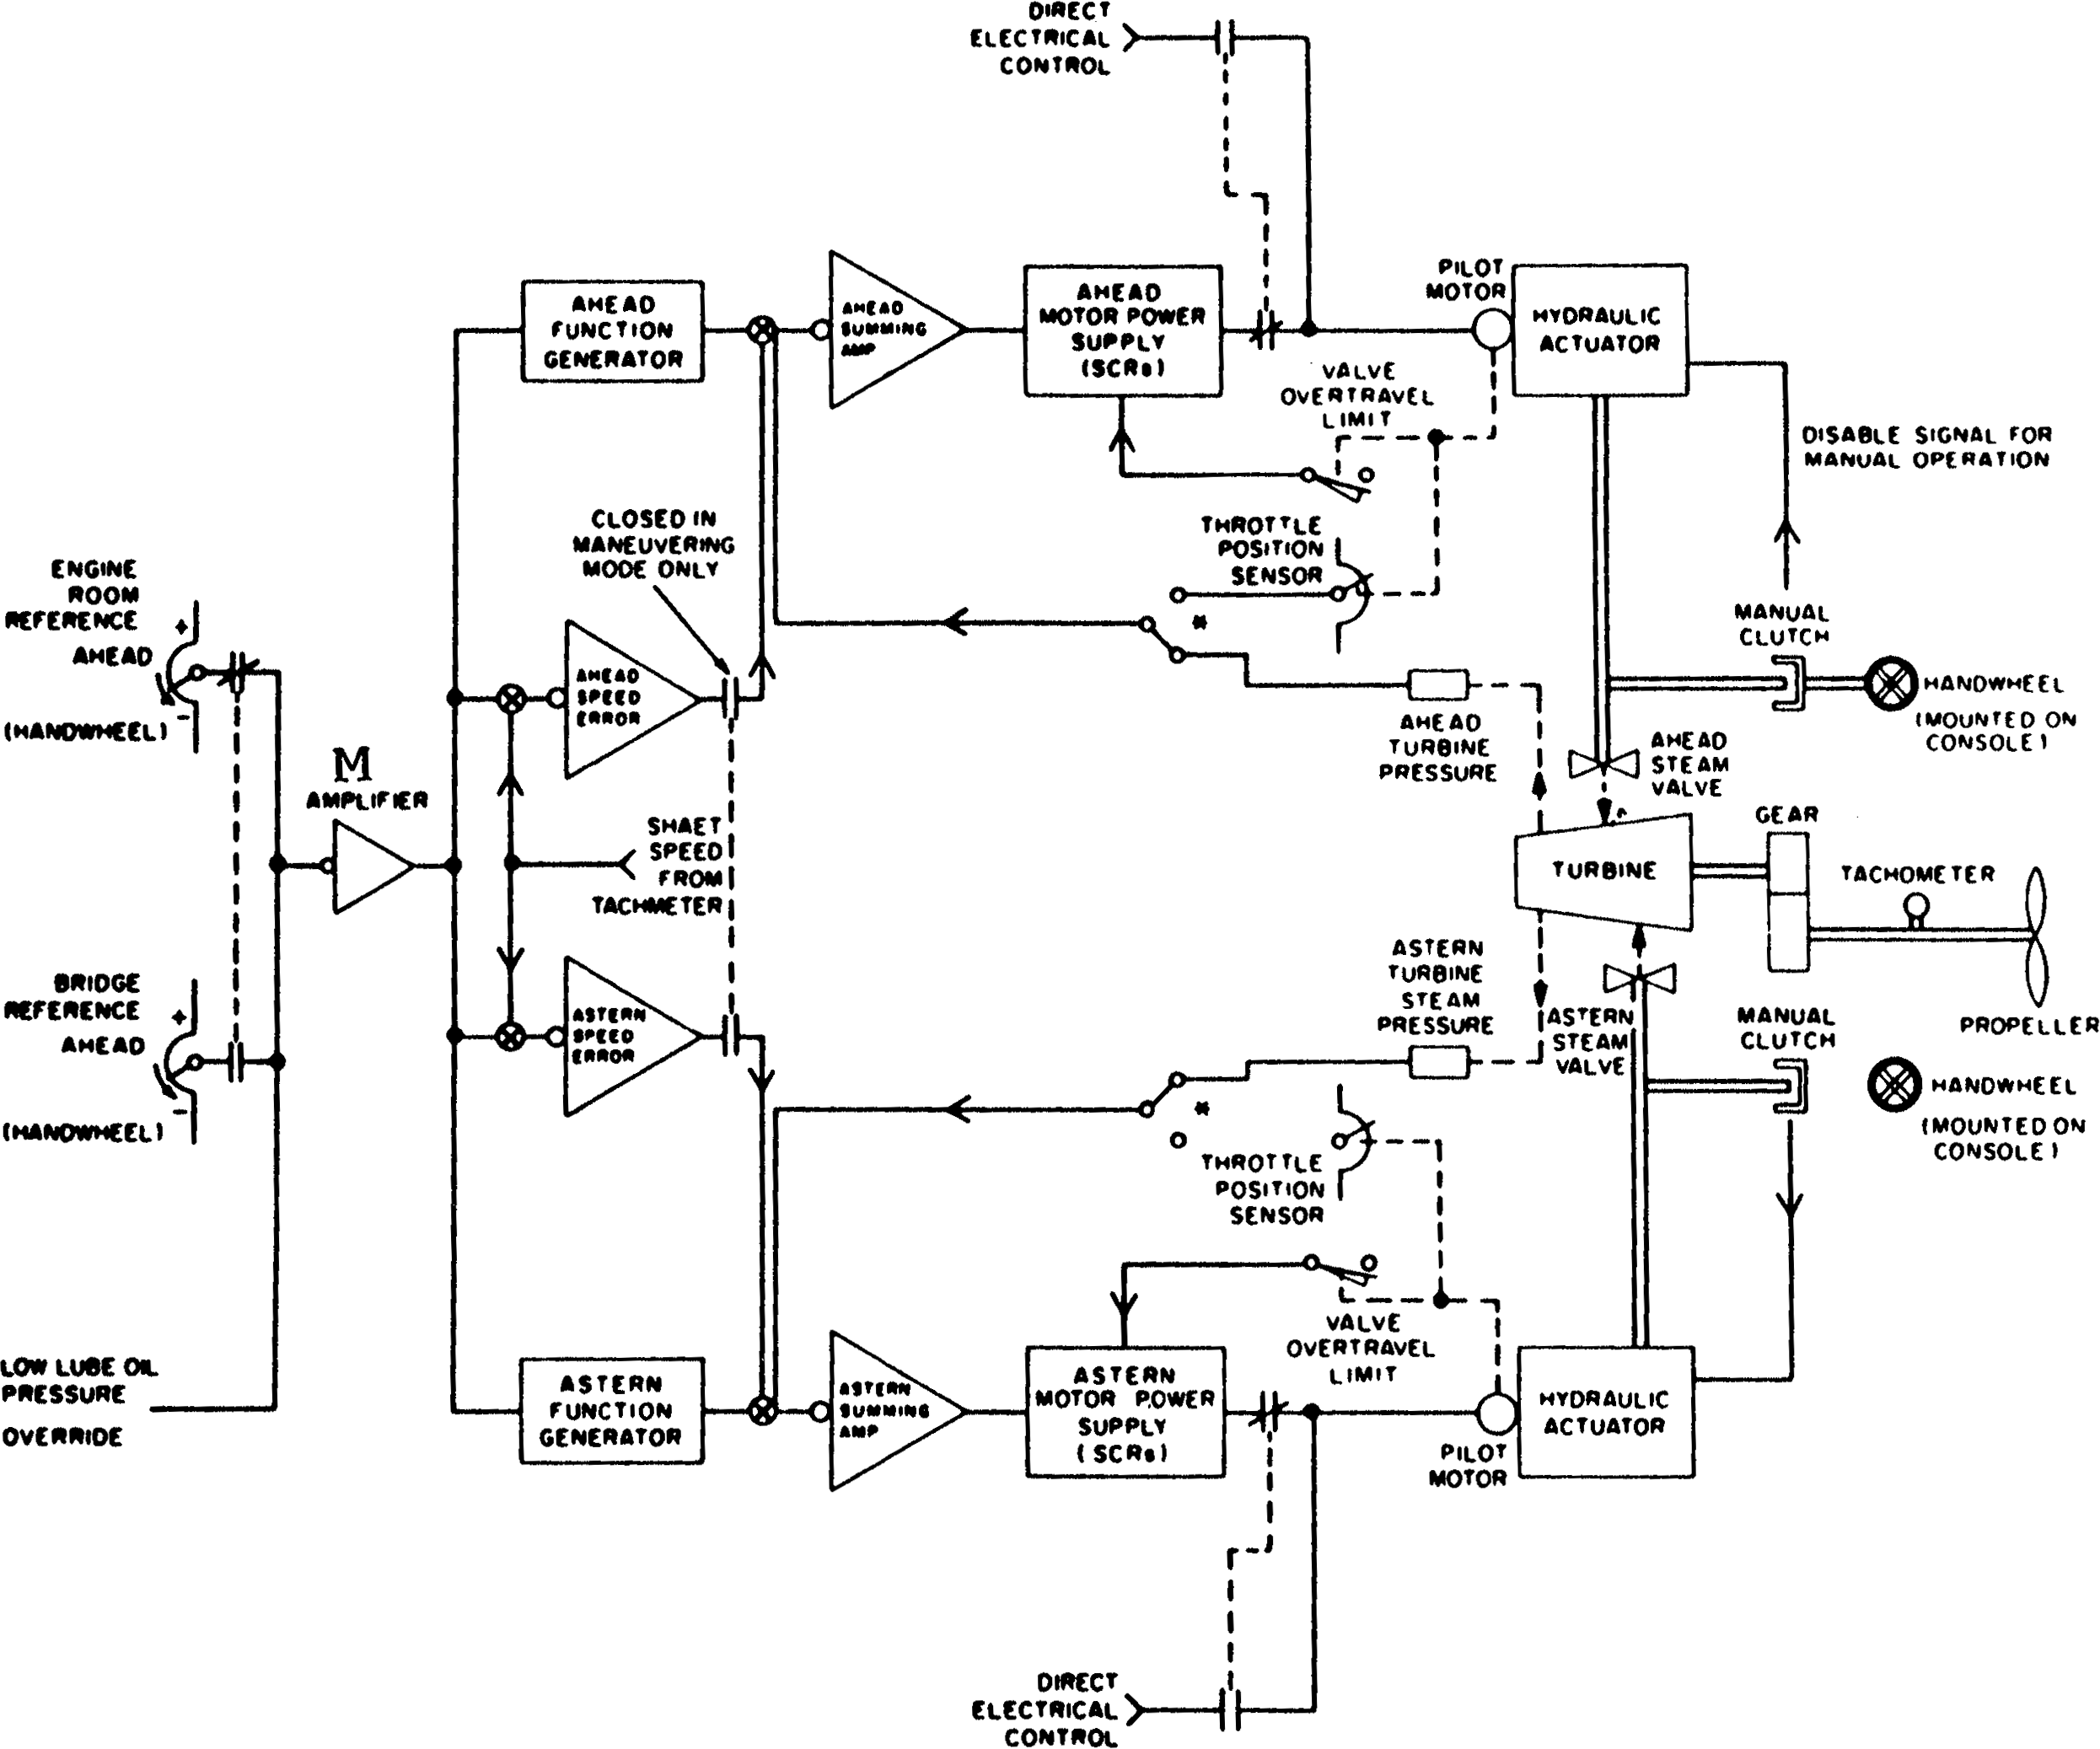 DIRECT
ELECTRICAL
CONTROL
AHEAD
FUNCTION
GENERATOR
AHEAD
SUMMING
AMP
AHEAD
MOTOR POWER
SUPPLY
(SCRs)
PILOT
MOTOR
HYDRAULIC
ACTUATOR
VALVE
OVERTRAVEL
LIMIT
DISABLE SIGNAL FOR
MANUAL OPERATION
CLOSED IN
MANEUVERING
MODE ONLY
THROTTLE
POSITION
SENSOR
*
ENGINE
ROOM
REFERENCE
+
AHEAD
-
(HANDWHEEL)
AHEAD
SPEED
ERROR
MANUAL
CLUTCH
HANDWHEEL
(MOUNTED ON
CONSOLE)
AHEAD
TURBINE
PRESSURE
AHEAD
STEAM
VALVE
M
AMPLIFIER
SHAET
SPEED
FROM
TACHMETER
TURBINE
GEAR
TACHOMETER
PROPELLER
BRIDGE
REFERENCE
+
AHEAD
-
(HANDWHEEL)
ASTERN
SPEED
ERROR
ASTERN
TURBINE
STEAM
PRESSURE
ASTERN
STEAM
VALVE
MANUAL
CLUTCH
HANDWHEEL
(MOUNTED ON
CONSOLE)
*
THROTTLE
POSITION
SENSOR
VALVE
OVERTRAVEL
LIMIT
LOW LUBE OIL
PRESSURE
OVERRIDE
ASTERN
FUNCTION
GENERATOR
ASTERN
SUMMING
AMP
ASTERN
MOTOR POWER
SUPPLY
(SCRs)
PILOT
MOTOR
HYDRAULIC
ACTUATOR
DIRECT
ELECTRICAL
CONTROL